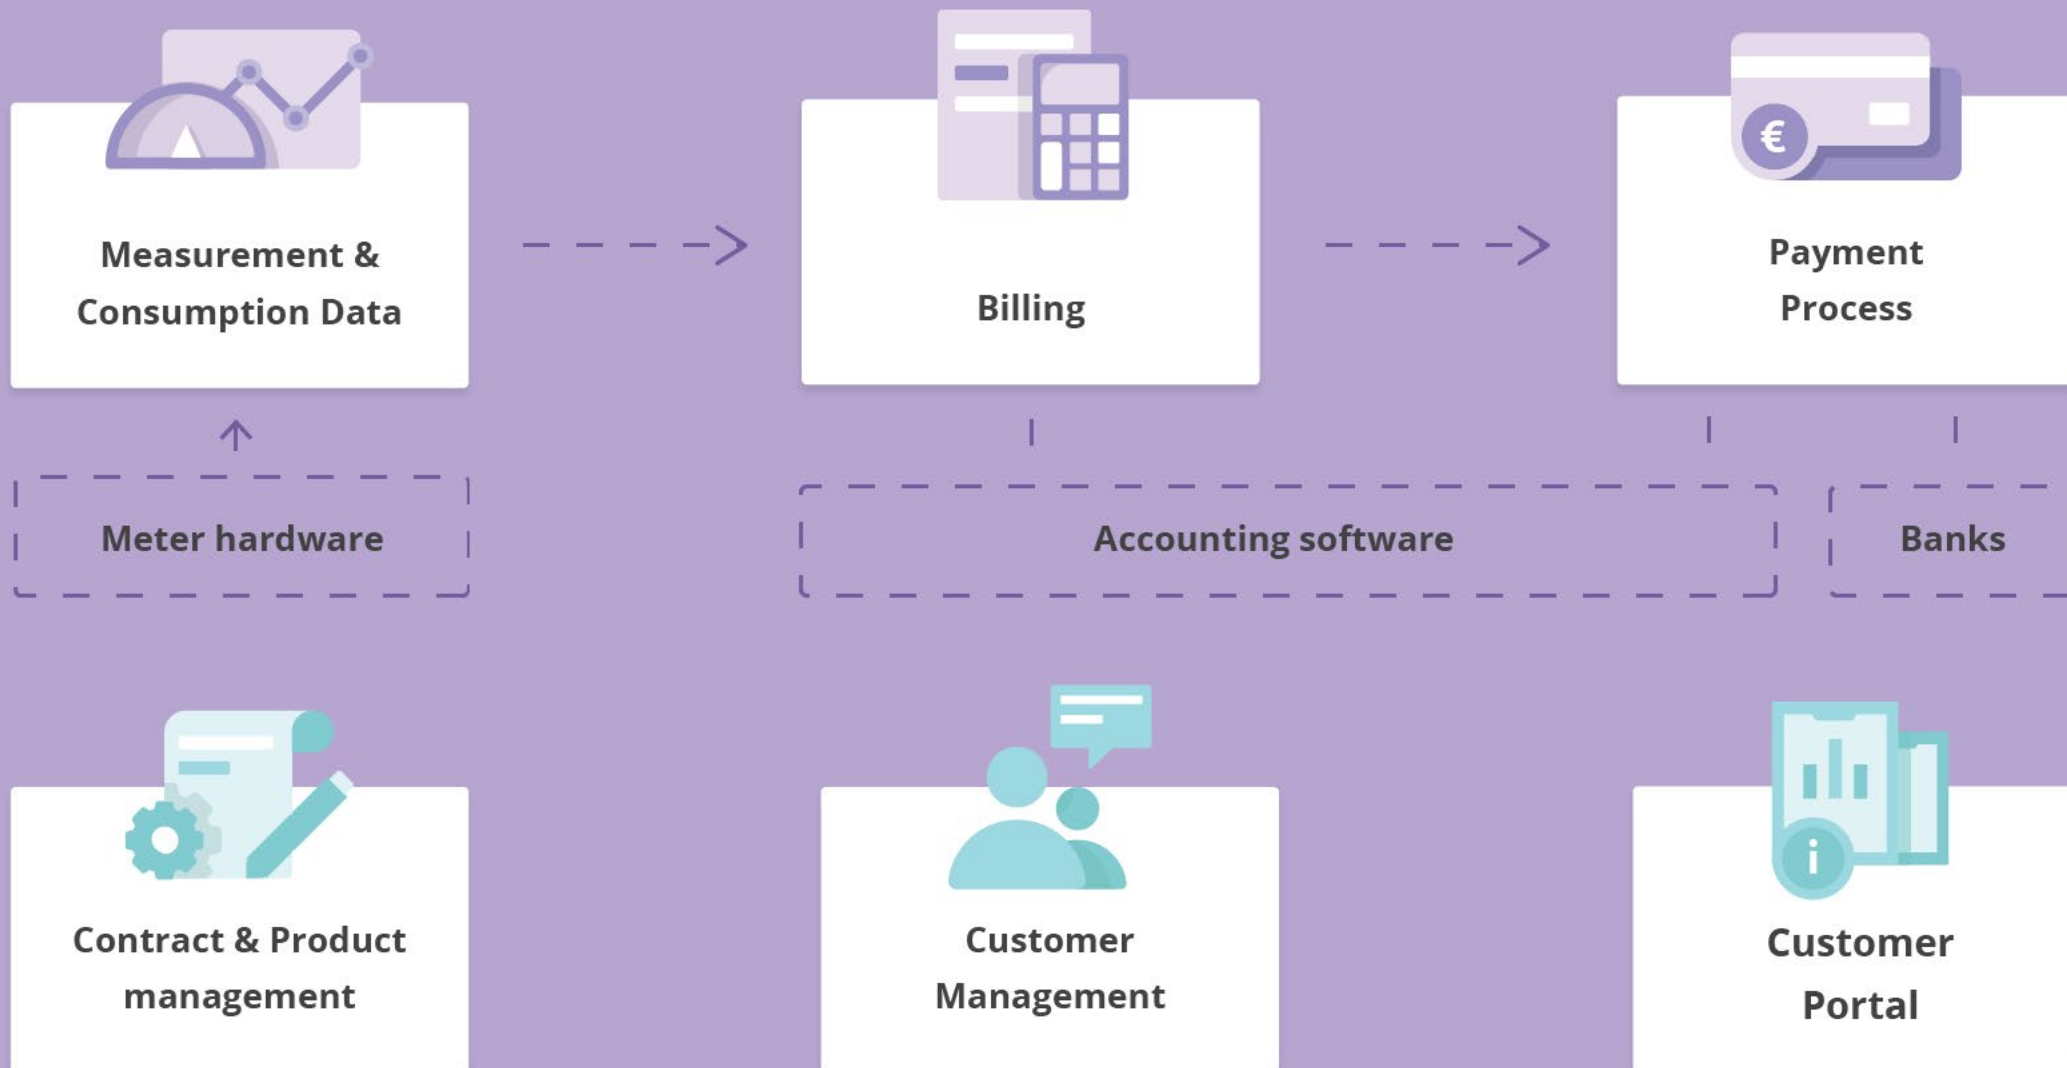 Measurement &
Consumption Data
Billing
€
Payment
Process
Meter hardware
Accounting software
Banks
Contract & Product
management
Customer
Management
i
Customer
Portal